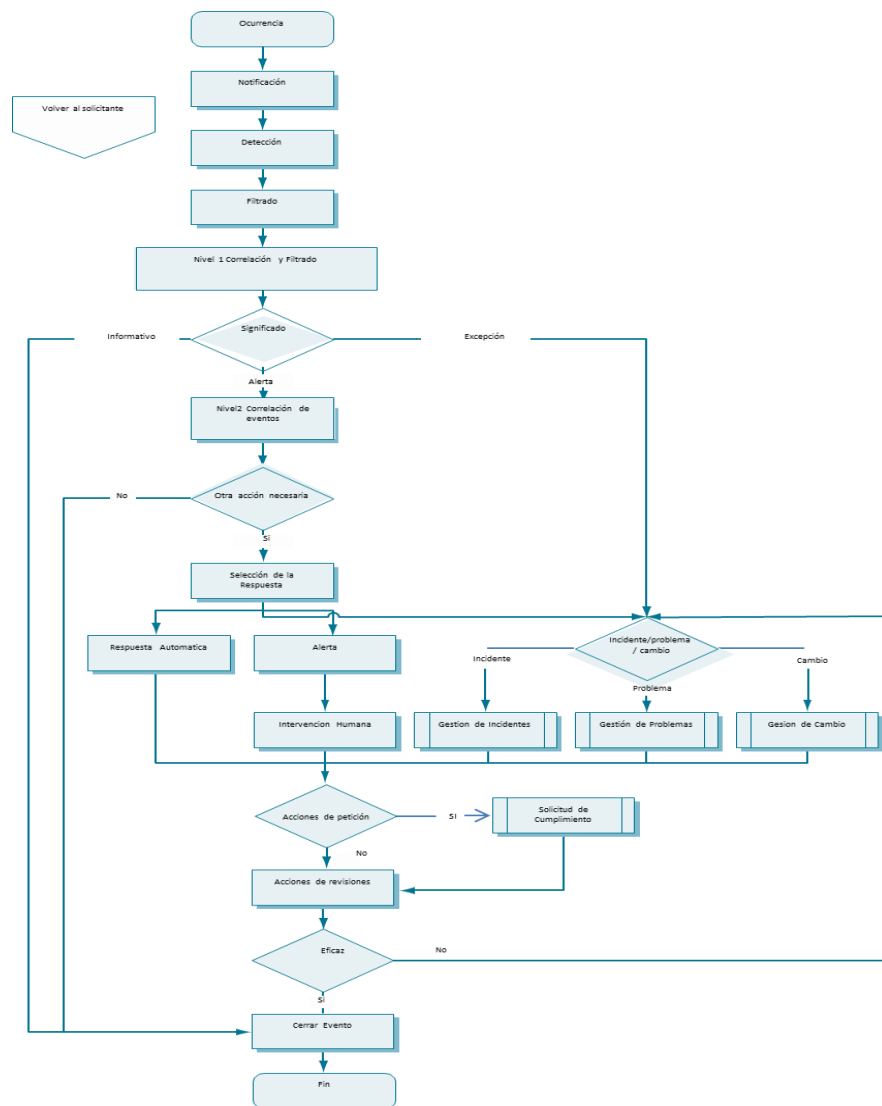 Ocurrencia
Notificación
Volver al solicitante
Detección
Filtrado
Nivel 1 Correlación y Filtrado
Significado
Informativo
Excepción
Alerta
Nivel2 Correlación de
eventos
Otra acción necesaria
No
Si
Selección de la
Respuesta
Respuesta Automatica
Alerta
Incidente/problema
/ cambio
Incidente
Cambio
Problema
Intervencion Humana
Gestion de Incidentes
Gestión de Problemas
Gesion de Cambio
Acciones de petición
SI
Solicitud de
Cumplimiento
No
Acciones de revisiones
Eficaz
No
Si
Cerrar Evento
Fin